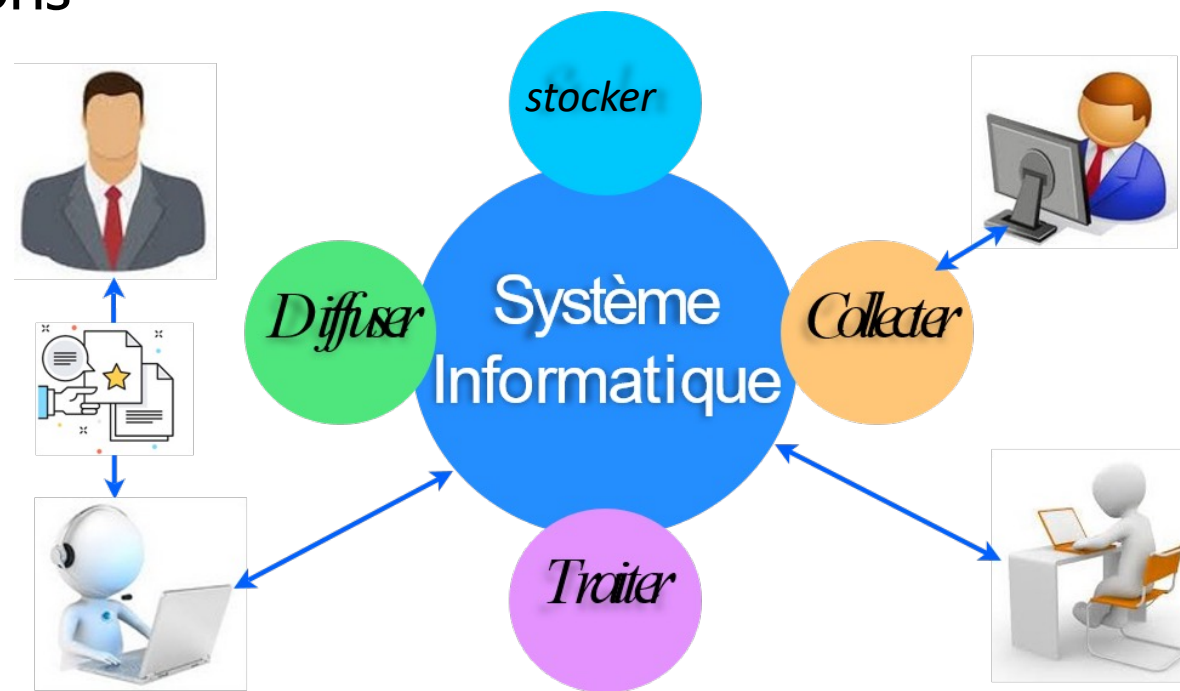 stocker
Diffuser
Système
Informatique
Collecter
Traiter